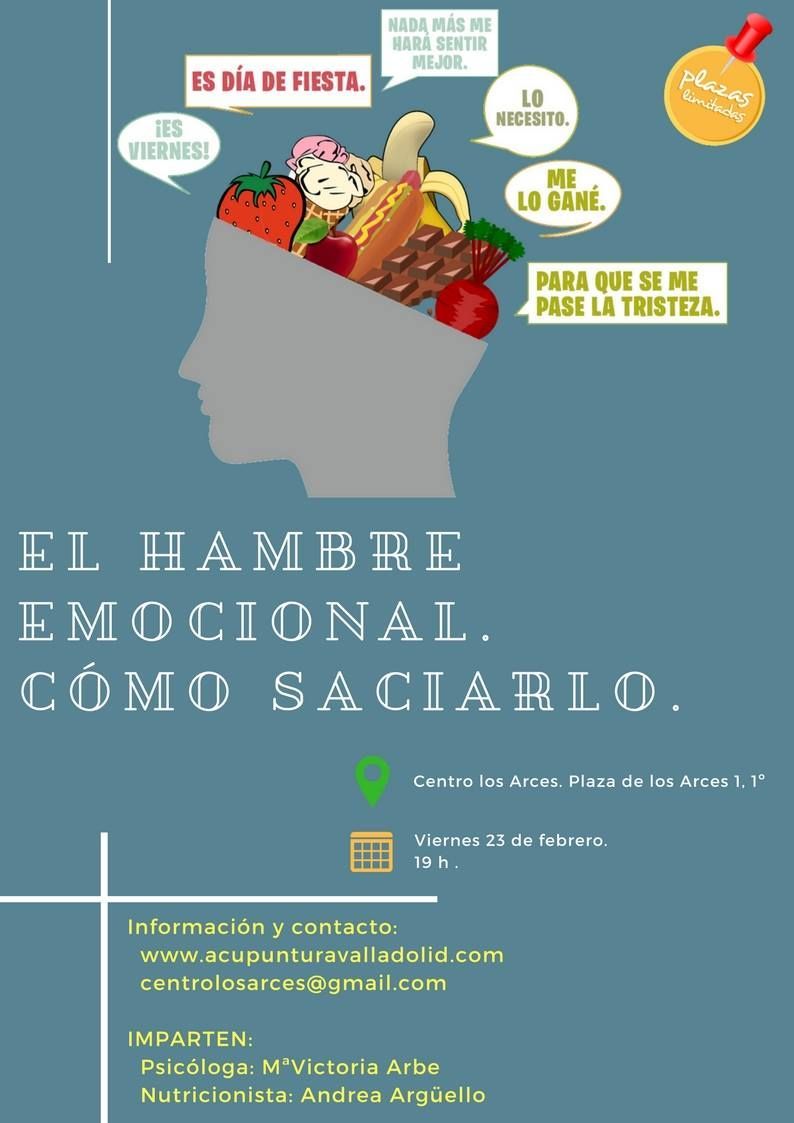 NADA MÁS ME
HARÁ SENTIR
MEJOR.
ES DÍA DE FIESTA.
plazas
limitadas
LO
NECESITO.
¡ES
VIERNES!
ME
LO GANÉ.
PARA QUE SE ME
PASE LA TRISTEZA.
EL HAMBRE
EMOCIONAL.
CÓMO SACIARLO.
Centro los Arces. Plaza de los Arces 1, 1º
Viernes 23 de febrero.
19 h .
Información y contacto:
www.acupunturavalladolid.com
centrolosarces@gmail.com
IMPARTEN:
Psicóloga: MªVictoria Arbe
Nutricionista: Andrea Argüello